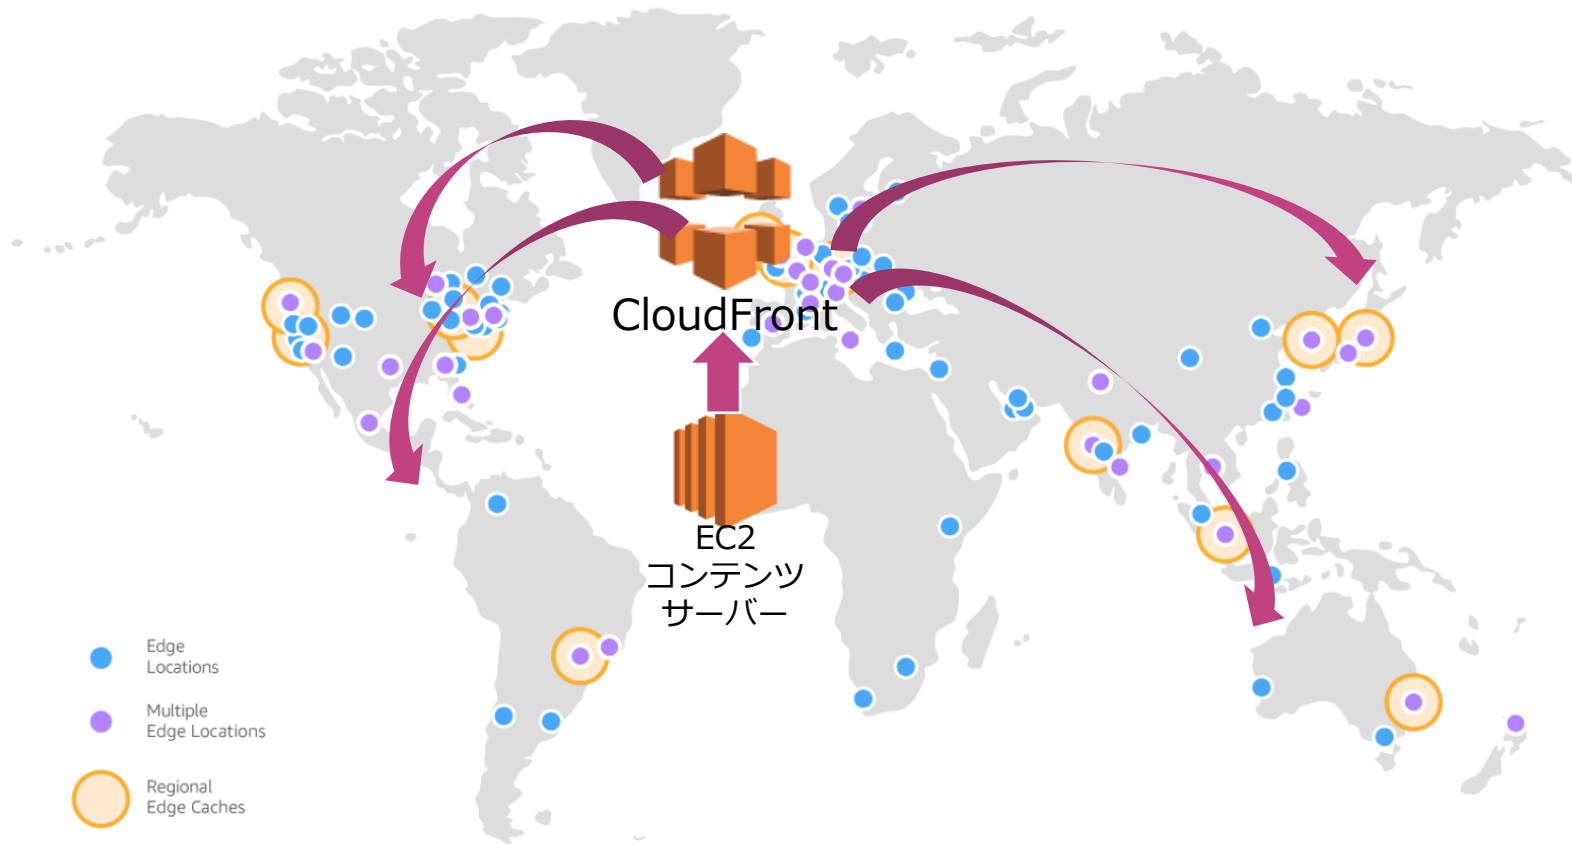 CloudFront
EC2
コンテンツ
サーバー
Edge
Locations
Multiple
Edge Locations
Regional
Edge Caches